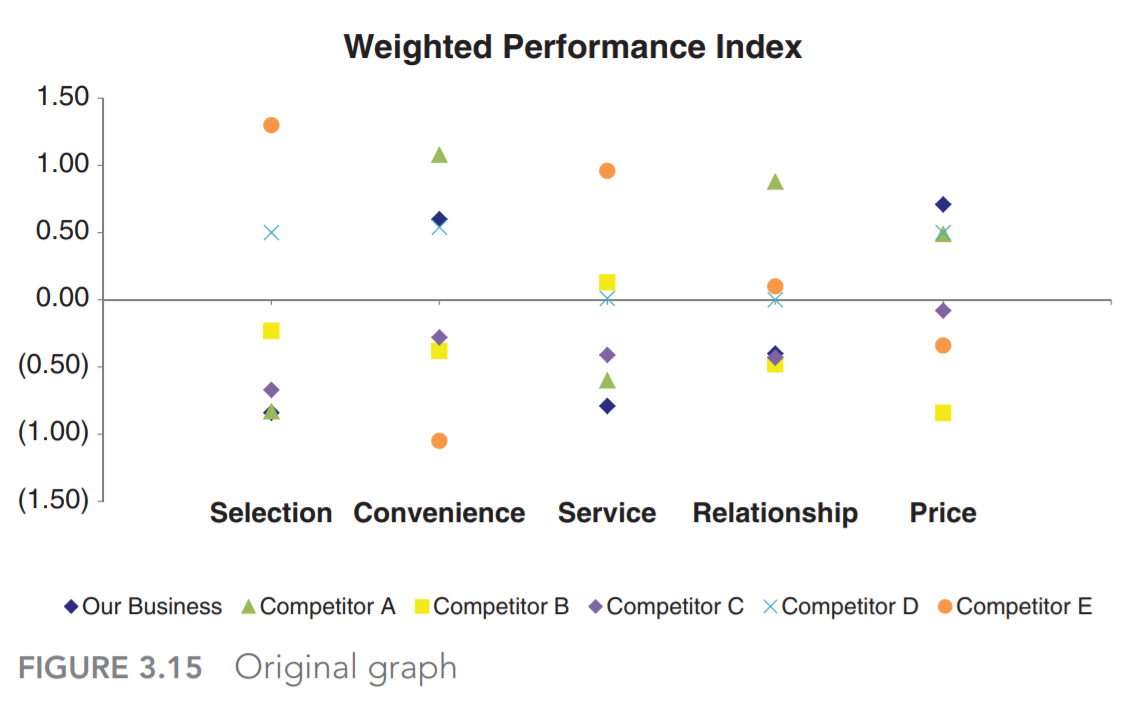 Weighted Performance Index
1.50
1.00
0.50
0.00
(0.50)
(1.00)
(1.50)
Selection Convenience Service Relationship Price
Our Business Competitor A Competitor B Competitor C Competitor D Competitor E
FIGURE 3.15 Original graph